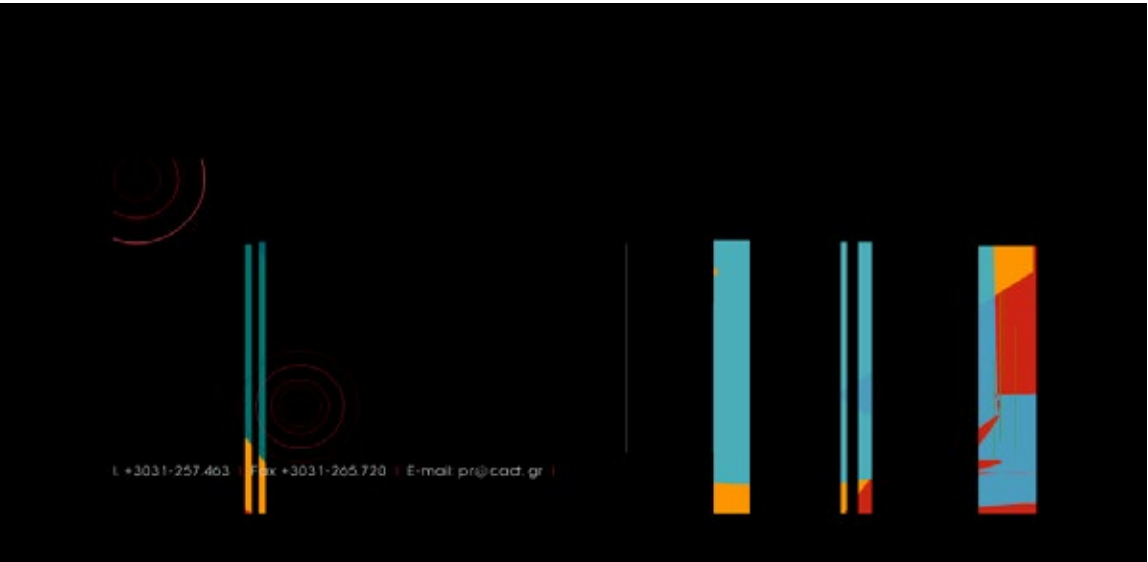 l. +3031-257.463 | Fax +3031-265.720 | E-mail: pr@cact.gr |